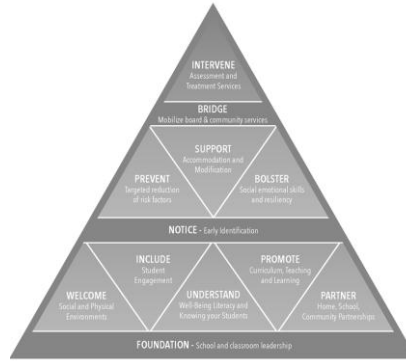 INTERVENE
Assessment and
Treatment Services
BRIDGE
Mobilize board & community services
SUPPORT
Accommodation and
Modification
PREVENT
Targeted reduction
of risk factors
BOLSTER
Social emotional skills
and resiliency
NOTICE - Early Identification
INCLUDE
Student
Engagement
PROMOTE
Curriculum, Teaching
and Learning
WELCOME
Social and Physical
Environments
UNDERSTAND
Well-Being Literacy and
Knowing your Students
PARTNER
Home, School,
Community Partnerships
FOUNDATION - School and classroom leadership